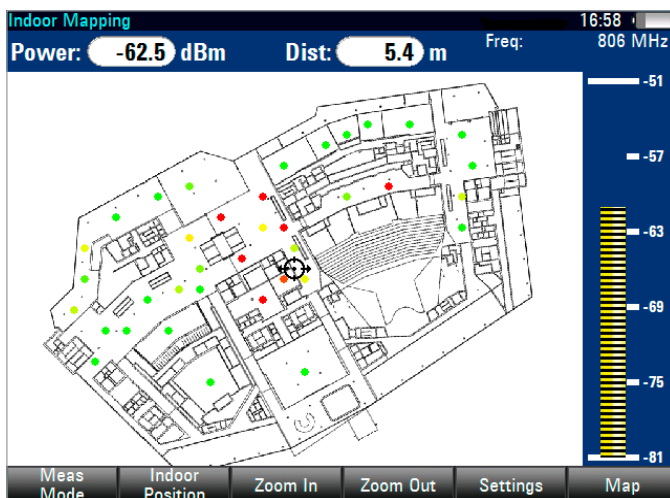 Indoor Mapping 16:58
Power: -62.5 dBm Dist: 5.4 m Freq: 806 MHz
-51
-57
-63
-69
-75
-81
Meas Mode Indoor Position Zoom In Zoom Out Settings Map